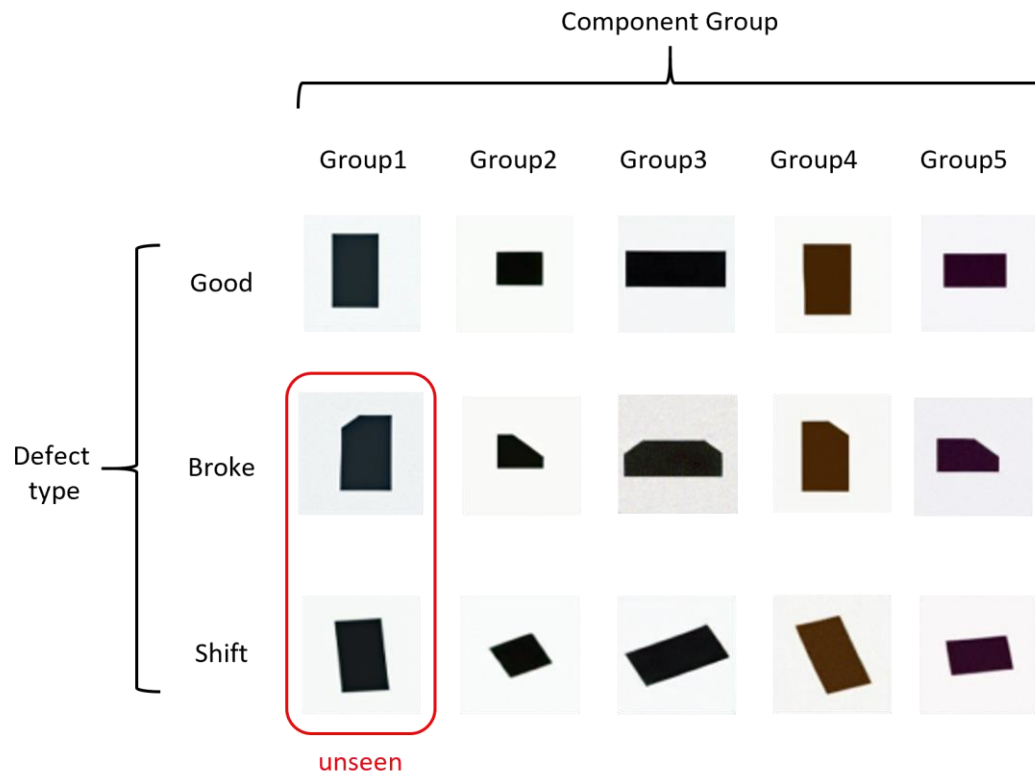 Component Group
Group1 Group2 Group3 Group4 Group5
Good
Defect
type
Broke
Shift
unseen